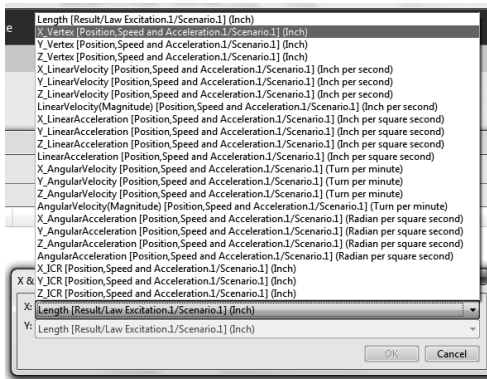 e
Length [Result/Law Excitation.1/Scenario.1] (Inch)
X_Vertex [Position,Speed and Acceleration.1/Scenario.1] (Inch)
Y_Vertex [Position,Speed and Acceleration.1/Scenario.1] (Inch)
Z_Vertex [Position,Speed and Acceleration.1/Scenario.1] (Inch)
X_LinearVelocity [Position,Speed and Acceleration.1/Scenario.1] (Inch per second)
Y_LinearVelocity [Position,Speed and Acceleration.1/Scenario.1] (Inch per second)
Z_LinearVelocity [Position,Speed and Acceleration.1/Scenario.1] (Inch per second)
LinearVelocity(Magnitude) [Position,Speed and Acceleration.1/Scenario.1] (Inch per second)
X_LinearAcceleration [Position,Speed and Acceleration.1/Scenario.1] (Inch per square second)
Y_LinearAcceleration [Position,Speed and Acceleration.1/Scenario.1] (Inch per square second)
Z_LinearAcceleration [Position,Speed and Acceleration.1/Scenario.1] (Inch per square second)
LinearAcceleration [Position,Speed and Acceleration.1/Scenario.1] (Inch per square second)
X_AngularVelocity [Position,Speed and Acceleration.1/Scenario.1] (Turn per minute)
Y_AngularVelocity [Position,Speed and Acceleration.1/Scenario.1] (Turn per minute)
Z_AngularVelocity [Position,Speed and Acceleration.1/Scenario.1] (Turn per minute)
AngularVelocity(Magnitude) [Position,Speed and Acceleration.1/Scenario.1] (Turn per minute)
X_AngularAcceleration [Position,Speed and Acceleration.1/Scenario.1] (Radian per square second)
Y_AngularAcceleration [Position,Speed and Acceleration.1/Scenario.1] (Radian per square second)
Z_AngularAcceleration [Position,Speed and Acceleration.1/Scenario.1] (Radian per square second)
AngularAcceleration [Position,Speed and Acceleration.1/Scenario.1] (Radian per square second)
X_ICR [Position,Speed and Acceleration.1/Scenario.1] (Inch)
X & Y_ICR [Position,Speed and Acceleration.1/Scenario.1] (Inch)
Z_ICR [Position,Speed and Acceleration.1/Scenario.1] (Inch)
X: Length [Result/Law Excitation.1/Scenario.1] (Inch)
Y: Length [Result/Law Excitation.1/Scenario.1] (Inch)
OK Cancel